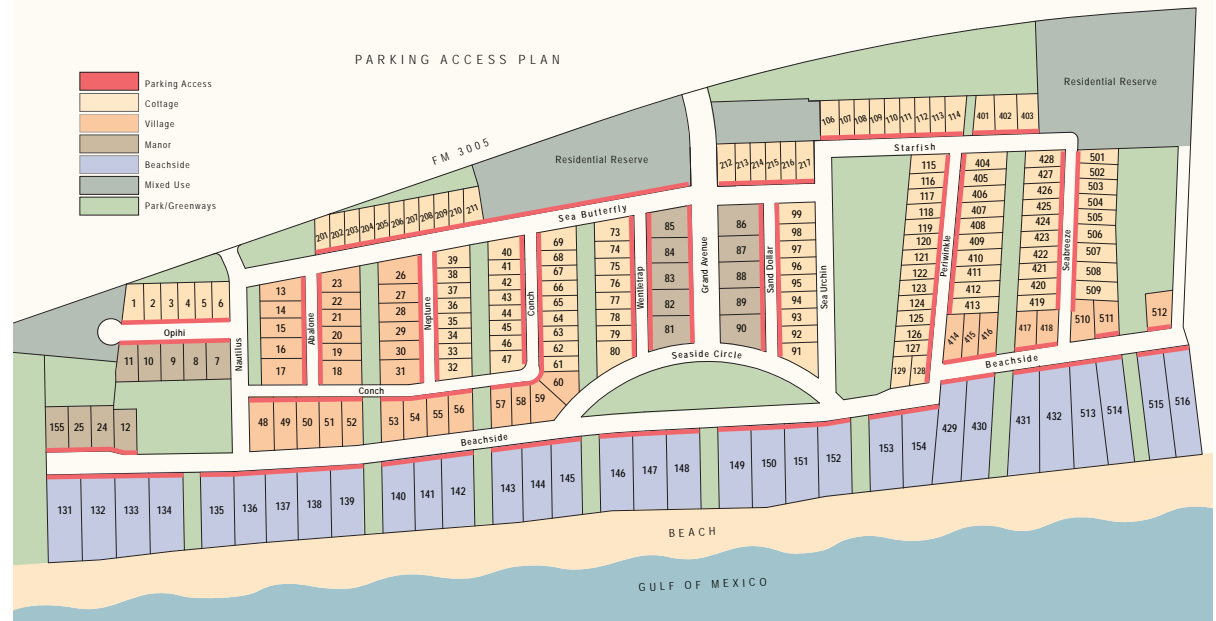 PARKING ACCESS PLAN
Parking Access
Cottage
Village
Manor
Beachside
Mixed Use
Park/Greenways
FM 3005
Residential Reserve
Residential Reserve
106 107 108 109 110 111 112 113 114 401 402 403
Starfish
212 213 214 215 216 217
201 202 203 204 205 206 207 208 209 210 211
Sea Butterfly
1 2 3 4 5 6
Opihi
11 10 9 8 7
155 25 24 12
Nautilus
13
14
15
16
17
Abalone
23
22
21
20
19
18
26
27
28
29
30
31
Neptune
39
38
37
36
35
34
33
32
40
41
42
43
44
45
46
47
Conch
69
68
67
66
65
64
63
62
61
60
73
74
75
76
77
78
79
80
Wentletrap
85
84
83
82
81
Grand Avenue
86
87
88
89
90
Sand Dollar
99
98
97
96
95
94
93
92
91
Sea Urchin
115
116
117
118
119
120
121
122
123
124
125
126
127
129 128
Periwinkle
404
405
406
407
408
409
410
411
412
413
414 415 416
428
427
426
425
424
423
422
421
420
419
417 418
Seabreeze
501
502
503
504
505
506
507
508
509
510 511
512
Seaside Circle
Conch
48 49 50 51 52 53 54 55 56 57 58 59
Beachside
Beachside
131 132 133 134 135 136 137 138 139 140 141 142 143 144 145 146 147 148 149 150 151 152 153 154 429 430 431 432 513 514 515 516
BEACH
GULF OF MEXICO